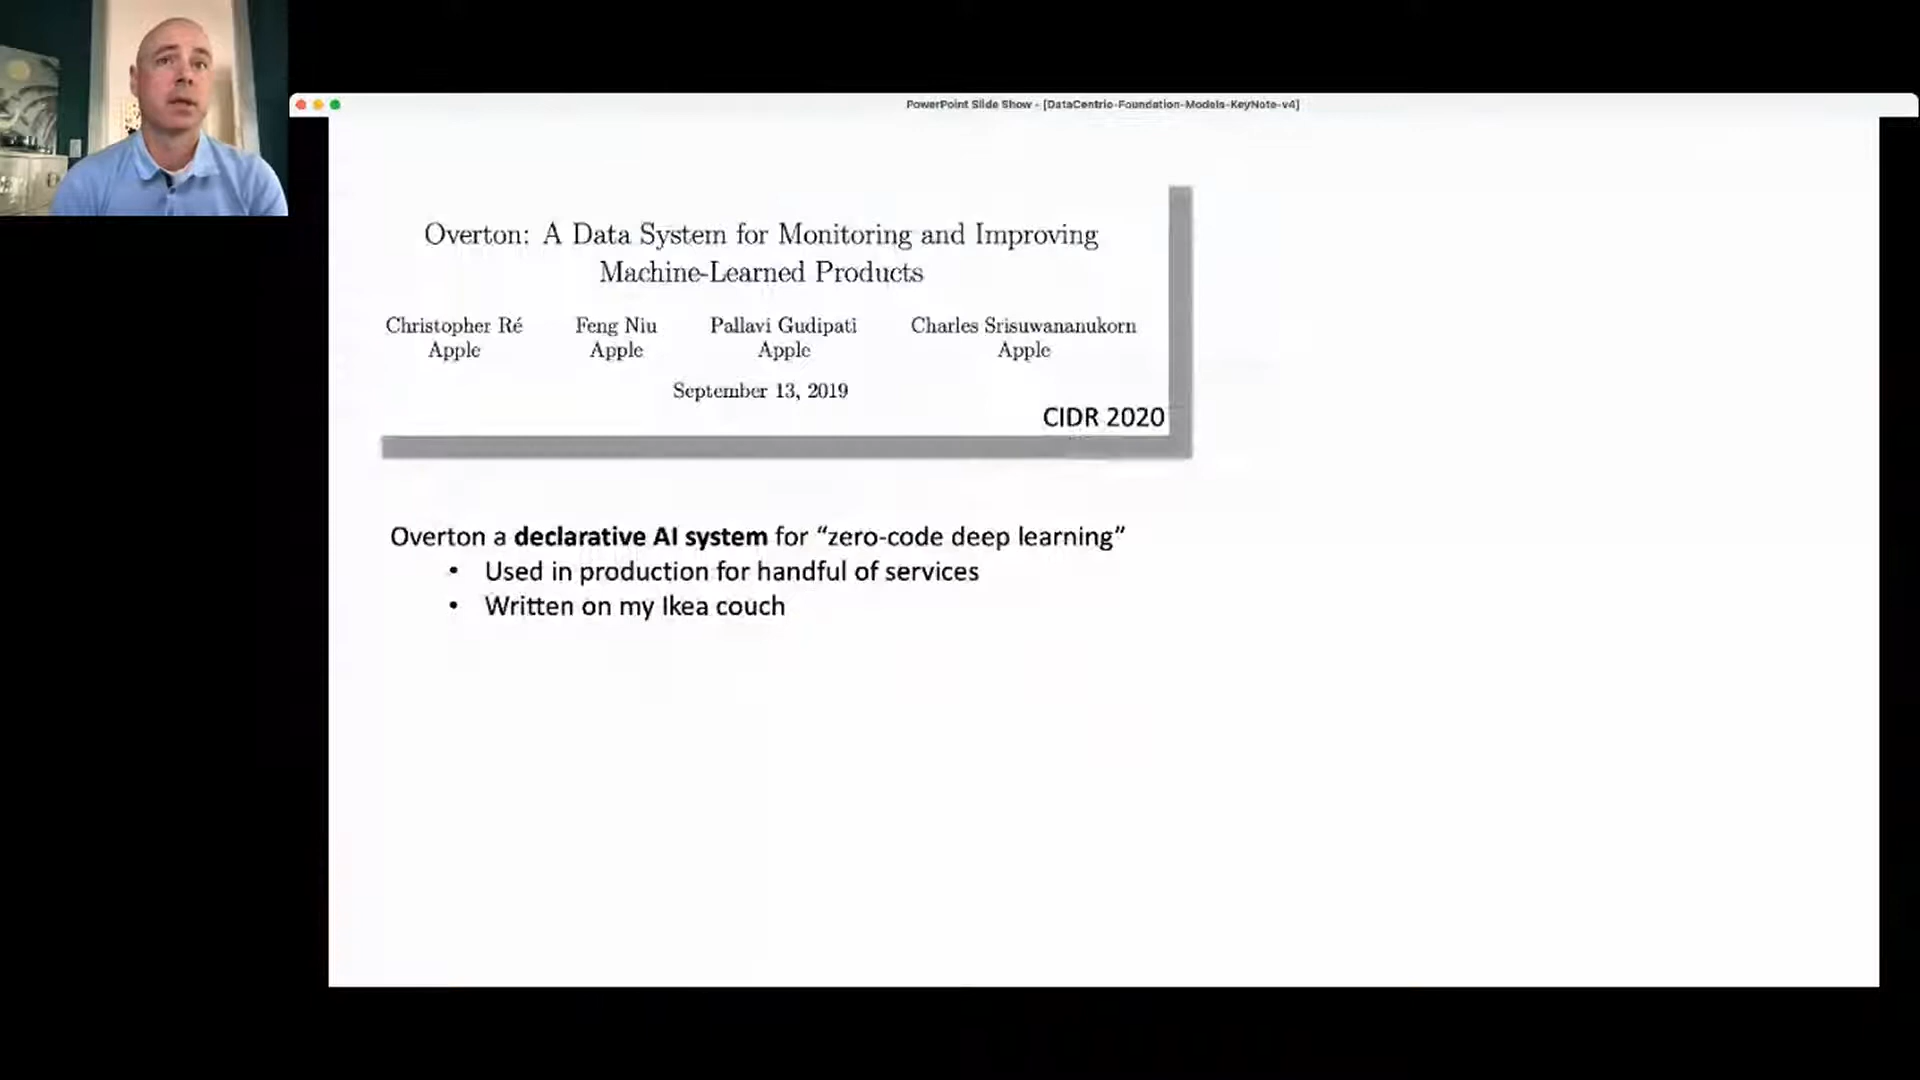 PowerPoint Slide Show - [DataCentric-Foundation-Models-KeyNote-v4]
Overton: A Data System for Monitoring and Improving
Machine-Learned Products
Christopher Ré Feng Niu Pallavi Gudipati Charles Srisuwananukorn
Apple Apple Apple Apple
September 13, 2019
CIDR 2020
Overton a declarative AI system for “zero-code deep learning”
• Used in production for handful of services
• Written on my Ikea couch